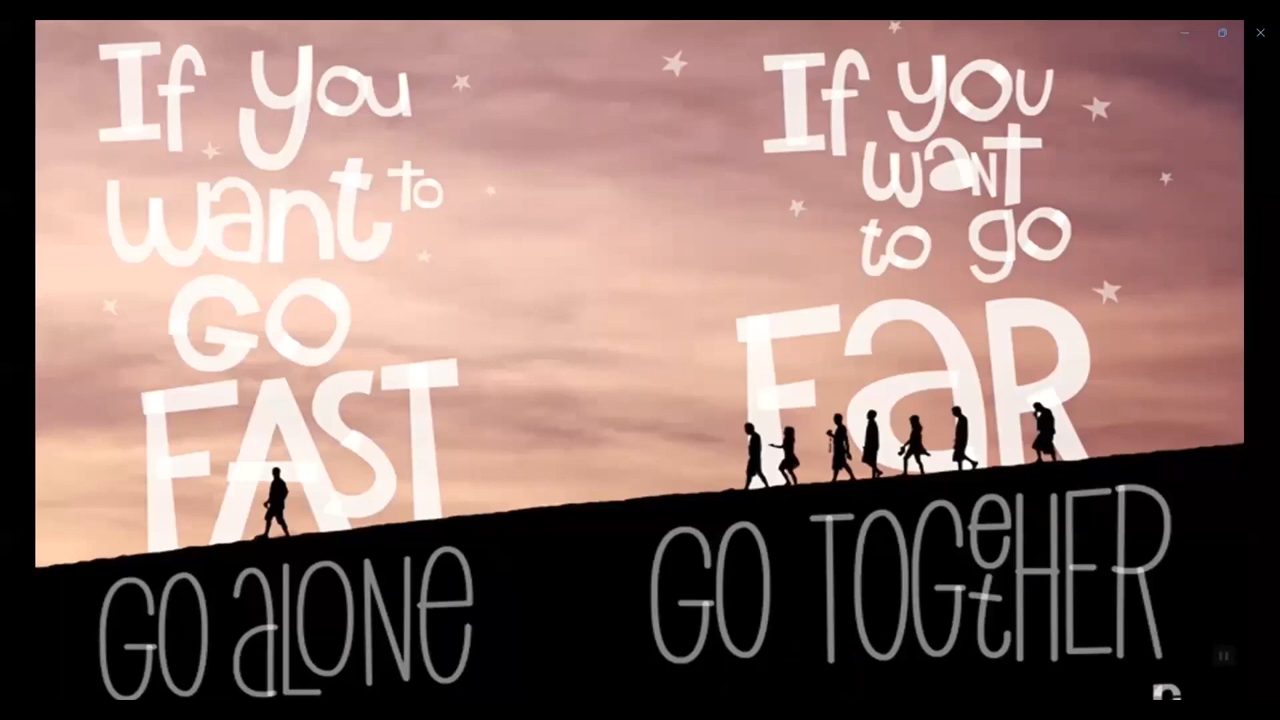 If you
want to
GO
FAST
GO aLONe
If you
waNT
to go
FaR
GO TOGetHER